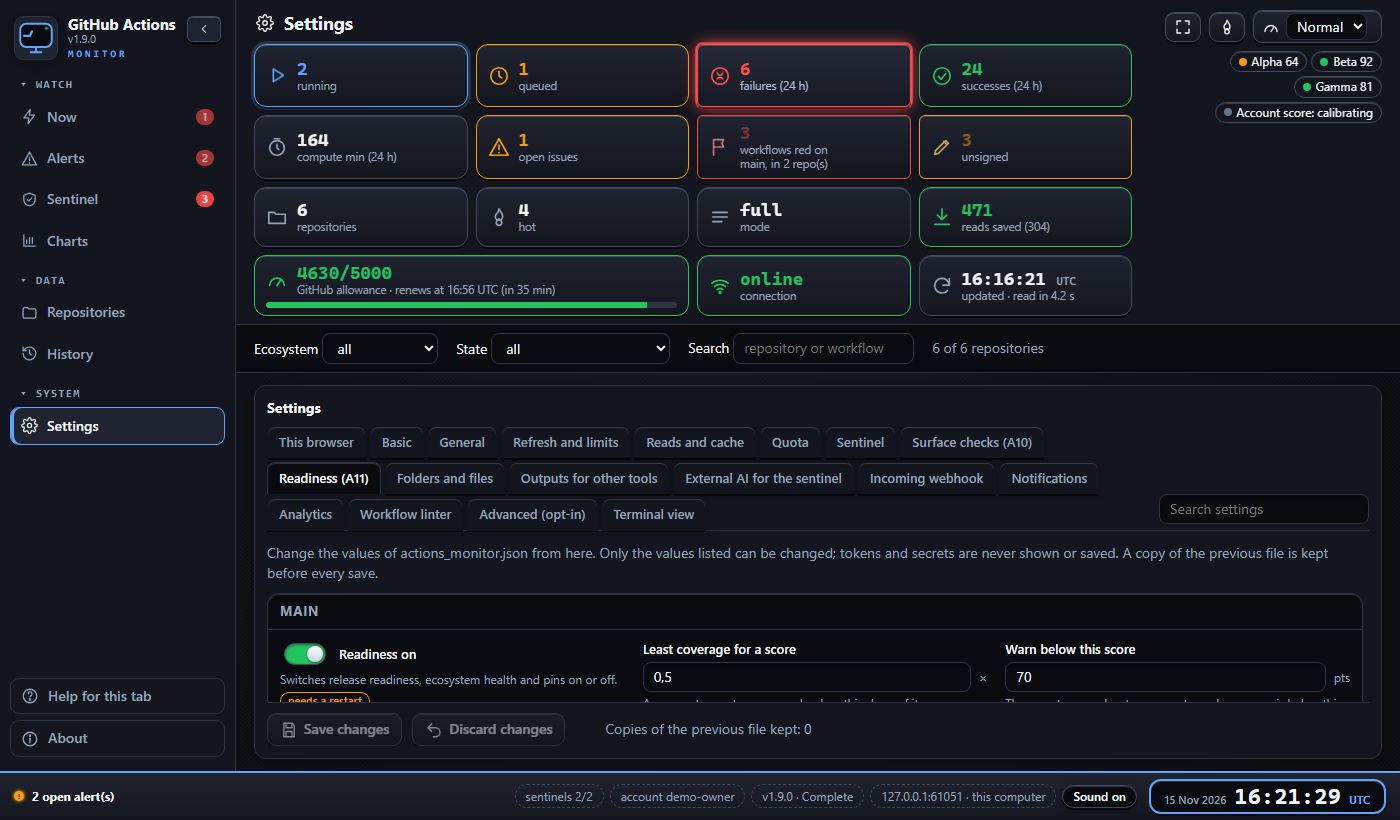 GitHub Actions
v1.9.0
MONITOR
WATCH
Now 1
Alerts 2
Sentinel 3
Charts
DATA
Repositories
History
SYSTEM
Settings
Help for this tab
About
Settings
Normal
Alpha 64
Beta 92
Gamma 81
Account score: calibrating
2
running
1
queued
6
failures (24 h)
24
successes (24 h)
164
compute min (24 h)
1
open issues
3
workflows red on
main, in 2 repo(s)
3
unsigned
6
repositories
4
hot
full
mode
471
reads saved (304)
4630/5000
GitHub allowance · renews at 16:56 UTC (in 35 min)
online
connection
16:16:21 UTC
updated · read in 4.2 s
Ecosystem all State all Search repository or workflow 6 of 6 repositories
Settings
This browser Basic General Refresh and limits Reads and cache Quota Sentinel Surface checks (A10)
Readiness (A11) Folders and files Outputs for other tools External AI for the sentinel Incoming webhook Notifications
Analytics Workflow linter Advanced (opt-in) Terminal view
Search settings
Change the values of actions_monitor.json from here. Only the values listed can be changed; tokens and secrets are never shown or saved. A copy of the previous file is kept
before every save.
MAIN
Readiness on
Switches release readiness, ecosystem health and pins on or off.
needs a restart
Least coverage for a score
0,5 ×
Warn below this score
70 pts
Save changes Discard changes Copies of the previous file kept: 0
2 open alert(s)
sentinels 2/2 account demo-owner v1.9.0 · Complete 127.0.0.1:61051 · this computer Sound on
15 Nov 2026 16:21:29 UTC